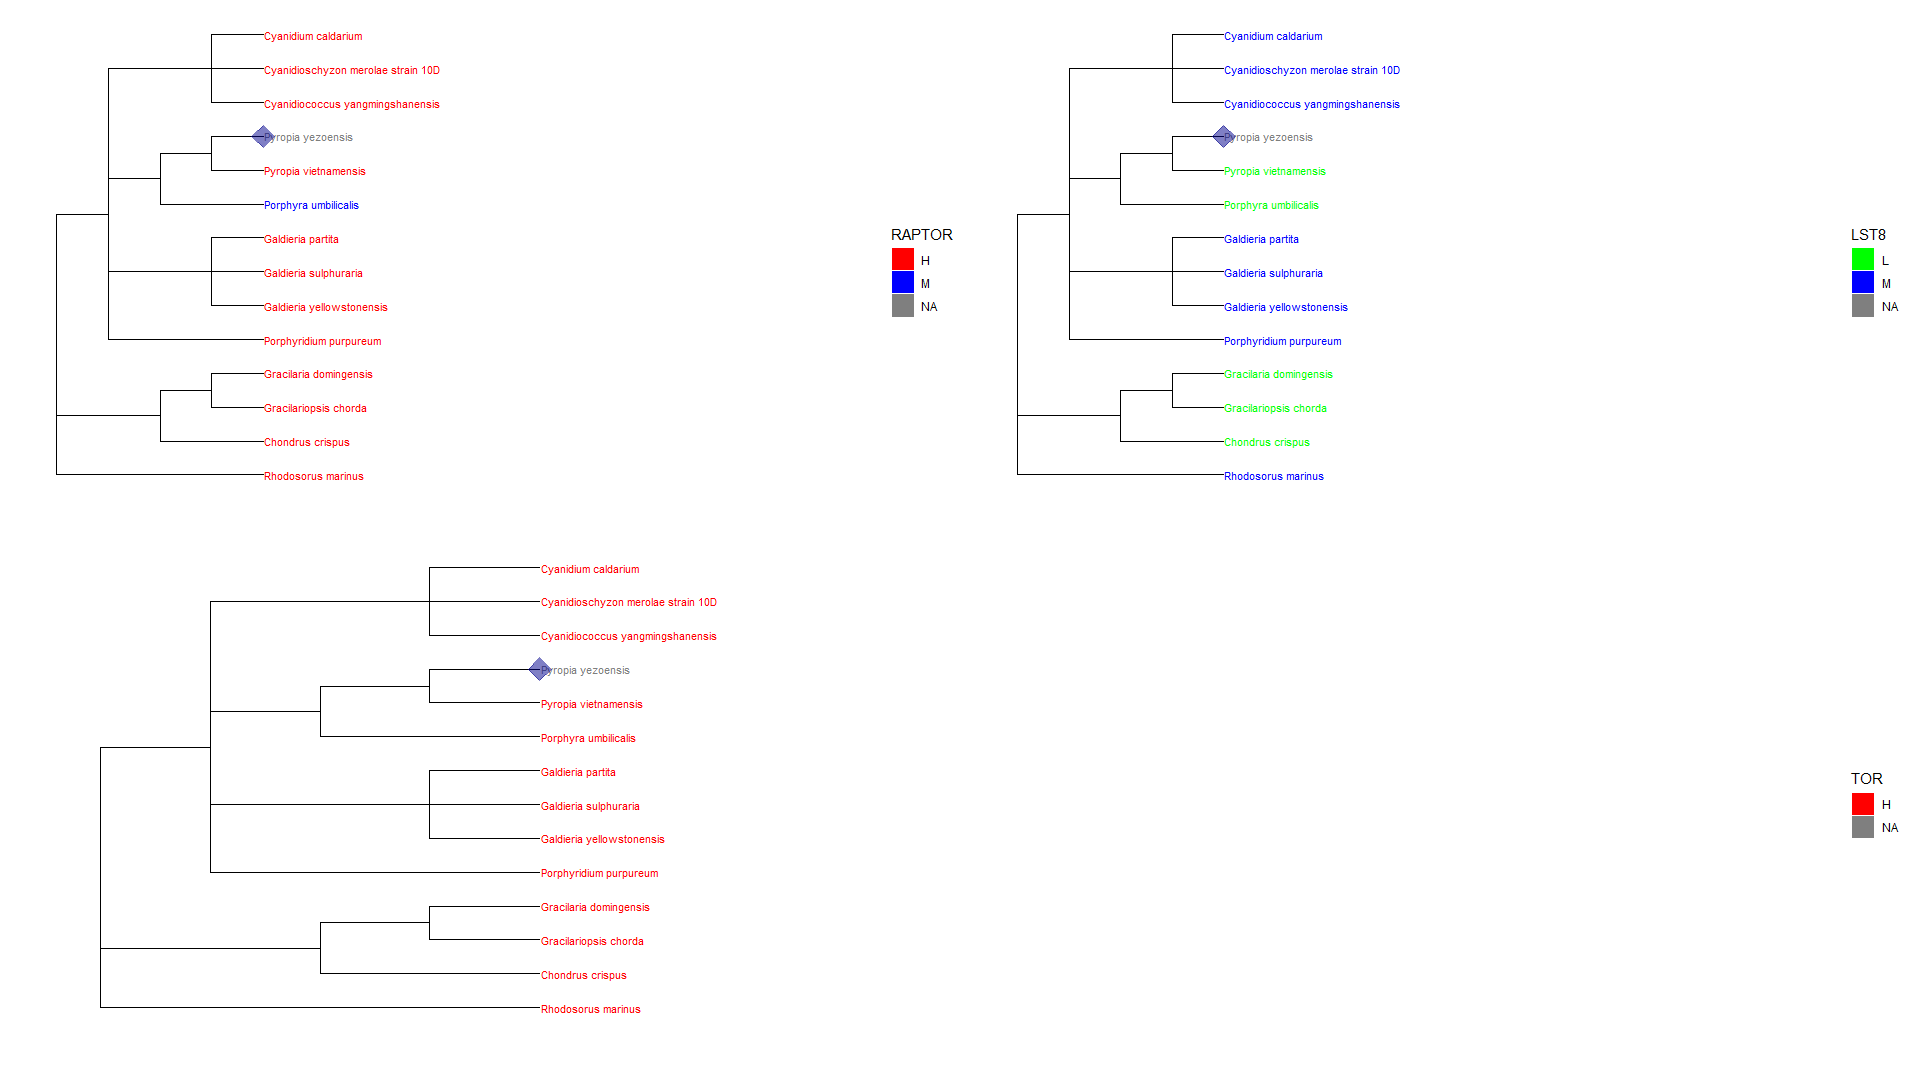 Cyanidium caldarium
Cyanidioschyzon merolae strain 10D
Cyanidiococcus yangmingshanensis
Pyropia yezoensis
Pyropia vietnamensis
Porphyra umbilicalis
Galdieria partita
Galdieria sulphuraria
Galdieria yellowstonensis
Porphyridium purpureum
Gracilaria domingensis
Gracilariopsis chorda
Chondrus crispus
Rhodosorus marinus
RAPTOR
H
M
NA
Cyanidium caldarium
Cyanidioschyzon merolae strain 10D
Cyanidiococcus yangmingshanensis
Pyropia yezoensis
Pyropia vietnamensis
Porphyra umbilicalis
Galdieria partita
Galdieria sulphuraria
Galdieria yellowstonensis
Porphyridium purpureum
Gracilaria domingensis
Gracilariopsis chorda
Chondrus crispus
Rhodosorus marinus
LST8
L
M
NA
Cyanidium caldarium
Cyanidioschyzon merolae strain 10D
Cyanidiococcus yangmingshanensis
Pyropia yezoensis
Pyropia vietnamensis
Porphyra umbilicalis
Galdieria partita
Galdieria sulphuraria
Galdieria yellowstonensis
Porphyridium purpureum
Gracilaria domingensis
Gracilariopsis chorda
Chondrus crispus
Rhodosorus marinus
TOR
H
NA